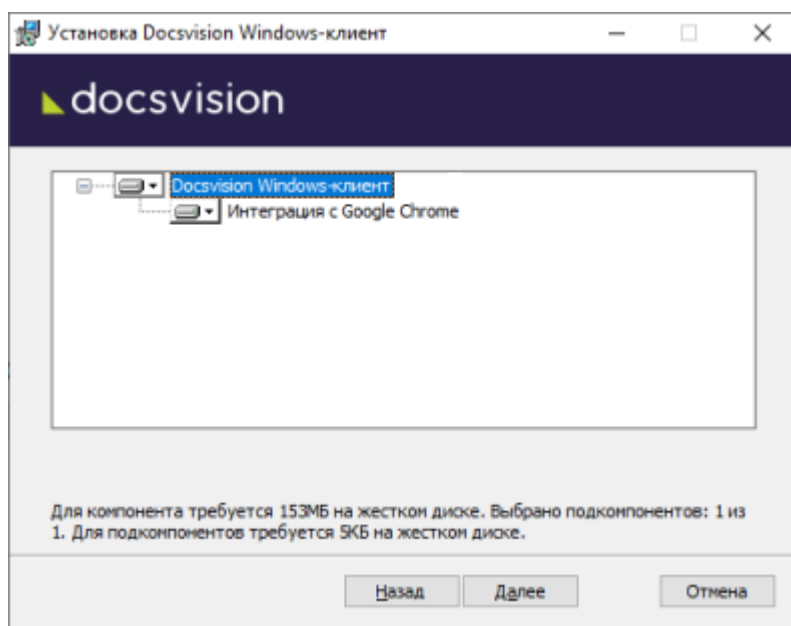 Установка Docsvision Windows-клиент
docsvision
Docsvision Windows-клиент
Интеграция с Google Chrome
Для компонента требуется 153МБ на жестком диске. Выбрано подкомпонентов: 1 из
1. Для подкомпонентов требуется 5КБ на жестком диске.
Назад Далее Отмена